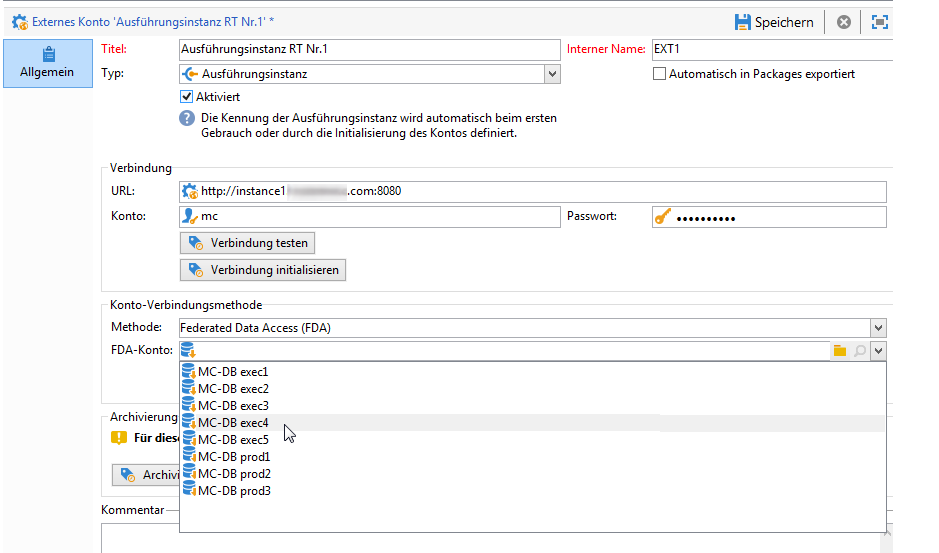 Externes Konto 'Ausführungsinstanz RT Nr.1' *
Speichern
Allgemein
Titel: Ausführungsinstanz RT Nr.1 Interner Name: EXT1
Typ: Ausführungsinstanz Automatisch in Packages exportiert
Aktiviert
Die Kennung der Ausführungsinstanz wird automatisch beim ersten
Gebrauch oder durch die Initialisierung des Kontos definiert.
Verbindung
URL: http://instance1 .com:8080
Konto: mc Passwort: ••••••••••
Verbindung testen
Verbindung initialisieren
Konto-Verbindungsmethode
Methode: Federated Data Access (FDA)
FDA-Konto:
MC-DB exec1
MC-DB exec2
MC-DB exec3
MC-DB exec4
MC-DB exec5
MC-DB prod1
MC-DB prod2
MC-DB prod3
Archivierung
Für diese
Archivi
Kommentar